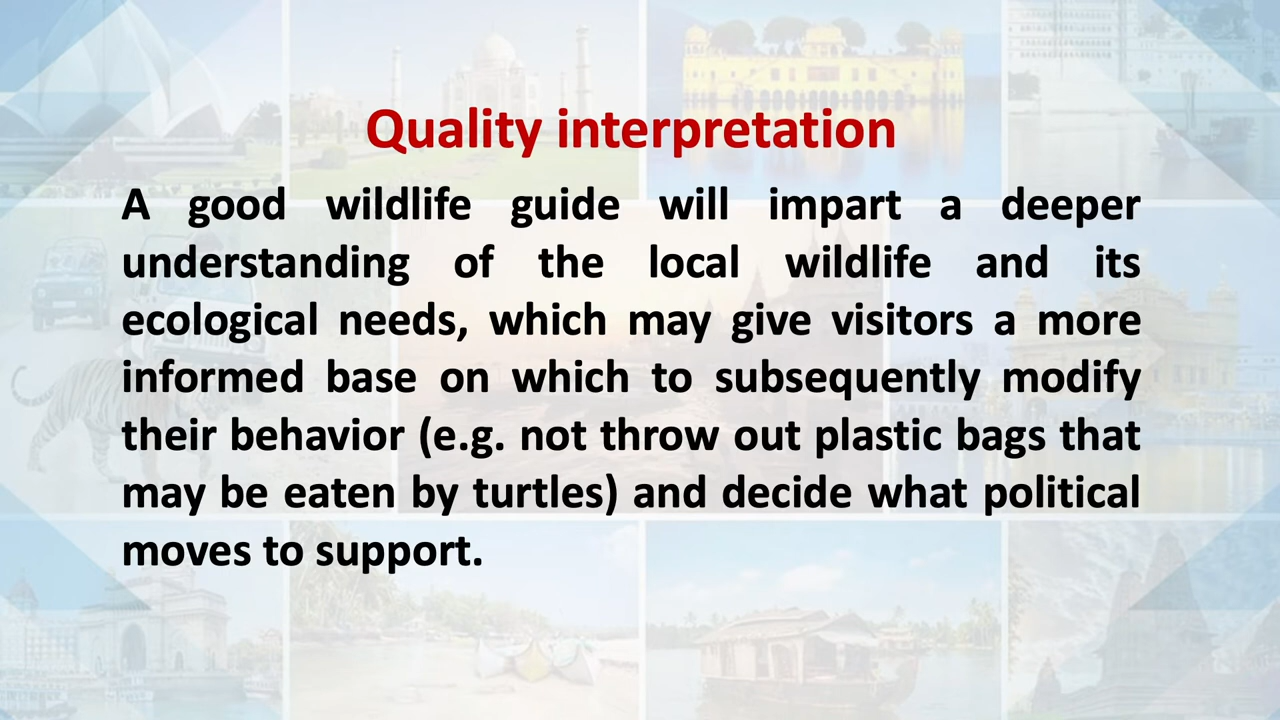 Quality interpretation
A good wildlife guide will impart a deeper
understanding of the local wildlife and its
ecological needs, which may give visitors a more
informed base on which to subsequently modify
their behavior (e.g. not throw out plastic bags that
may be eaten by turtles) and decide what political
moves to support.